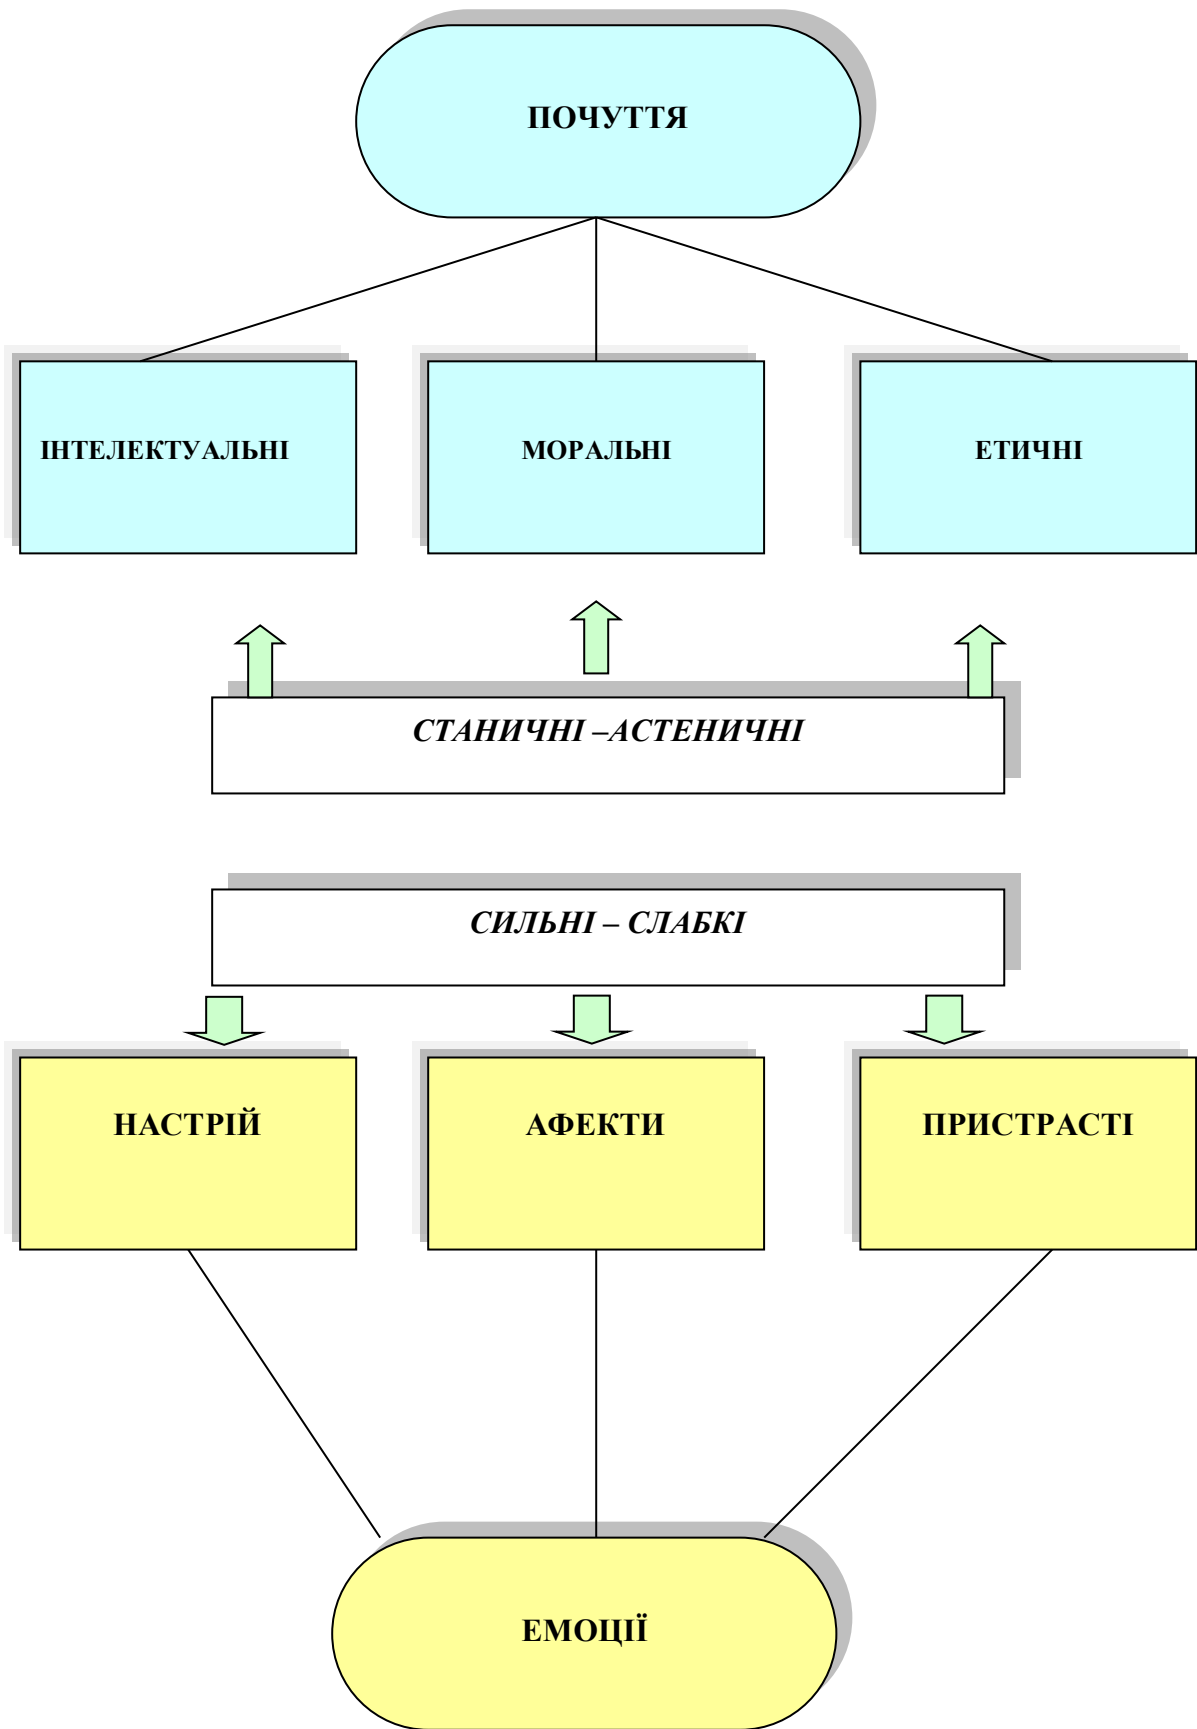 ПОЧУТТЯ
ІНТЕЛЕКТУАЛЬНІ
МОРАЛЬНІ
ЕТИЧНІ
СТАНИЧНІ –АСТЕНИЧНІ
СИЛЬНІ – СЛАБКІ
НАСТРІЙ
АФЕКТИ
ПРИСТРАСТІ
ЕМОЦІЇ